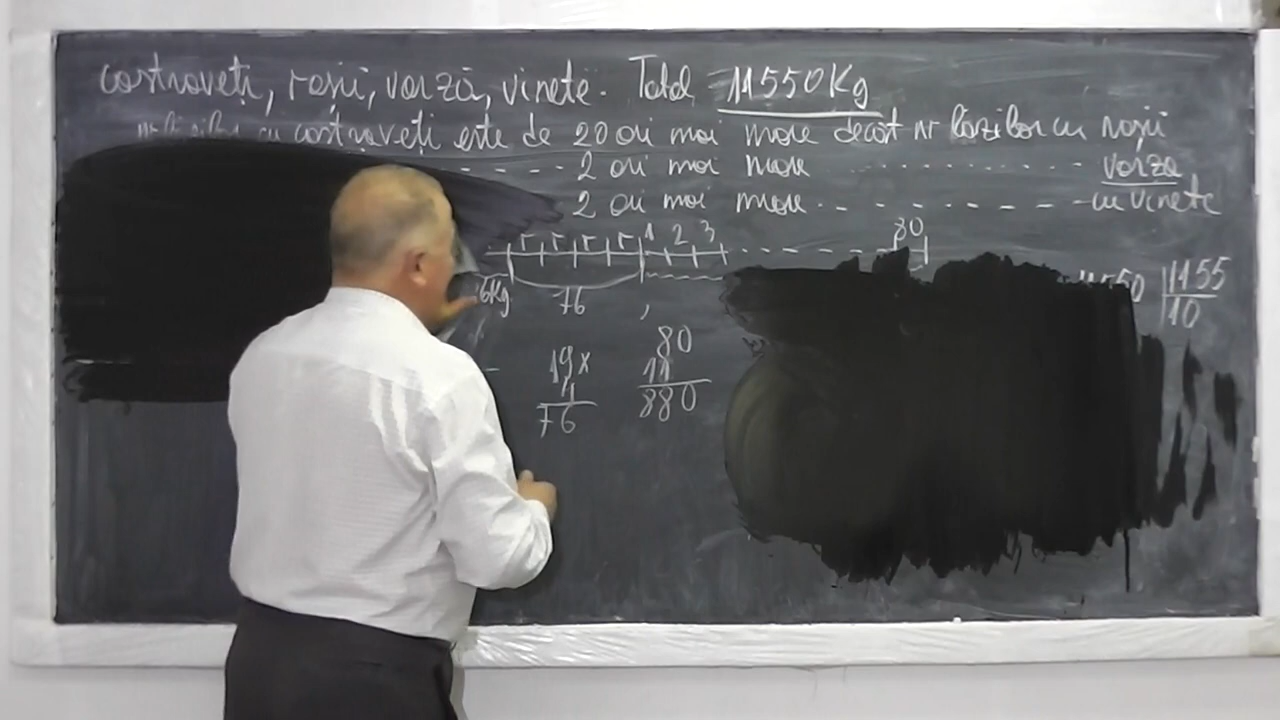 castraveți, roșii, varză, vinete. Total 11550Kg
cu castraveți este de 20 ori mai mare decât nr lăzilor cu roșii
- - - 2 ori mai mare . . . . . . . . . varza
2 ori mai mare - - - - - - - - cu vinete
r r r r 1 2 3 - - - - - - 80
6Kg 76
1155
10
19x
4
76
80
11
880